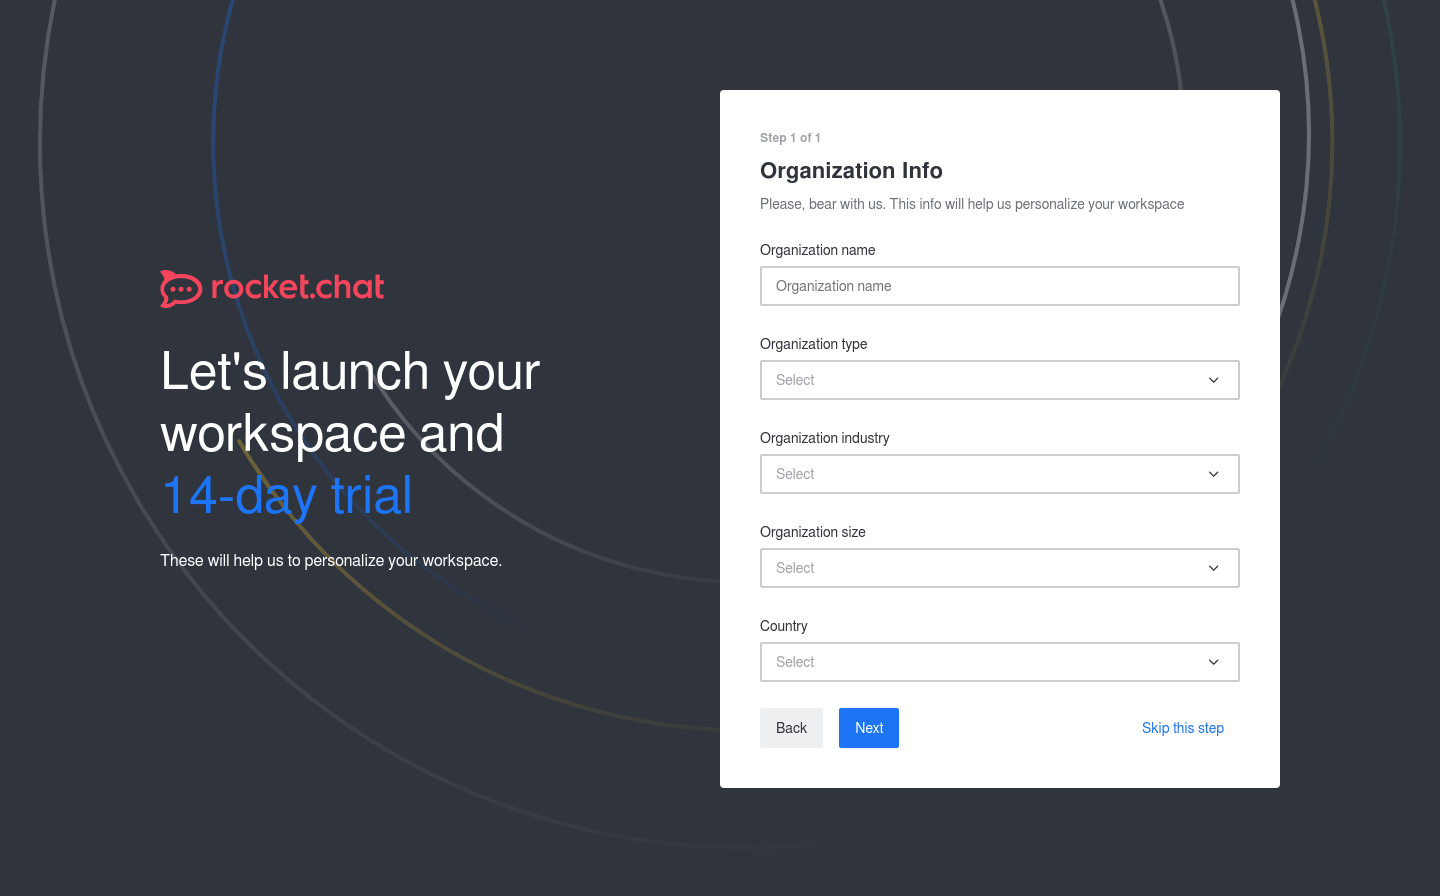 rocket.chat
Let's launch your
workspace and
14-day trial
These will help us to personalize your workspace.
Step 1 of 1
Organization Info
Please, bear with us. This info will help us personalize your workspace
Organization name
Organization name
Organization type
Select
Organization industry
Select
Organization size
Select
Country
Select
Back Next Skip this step